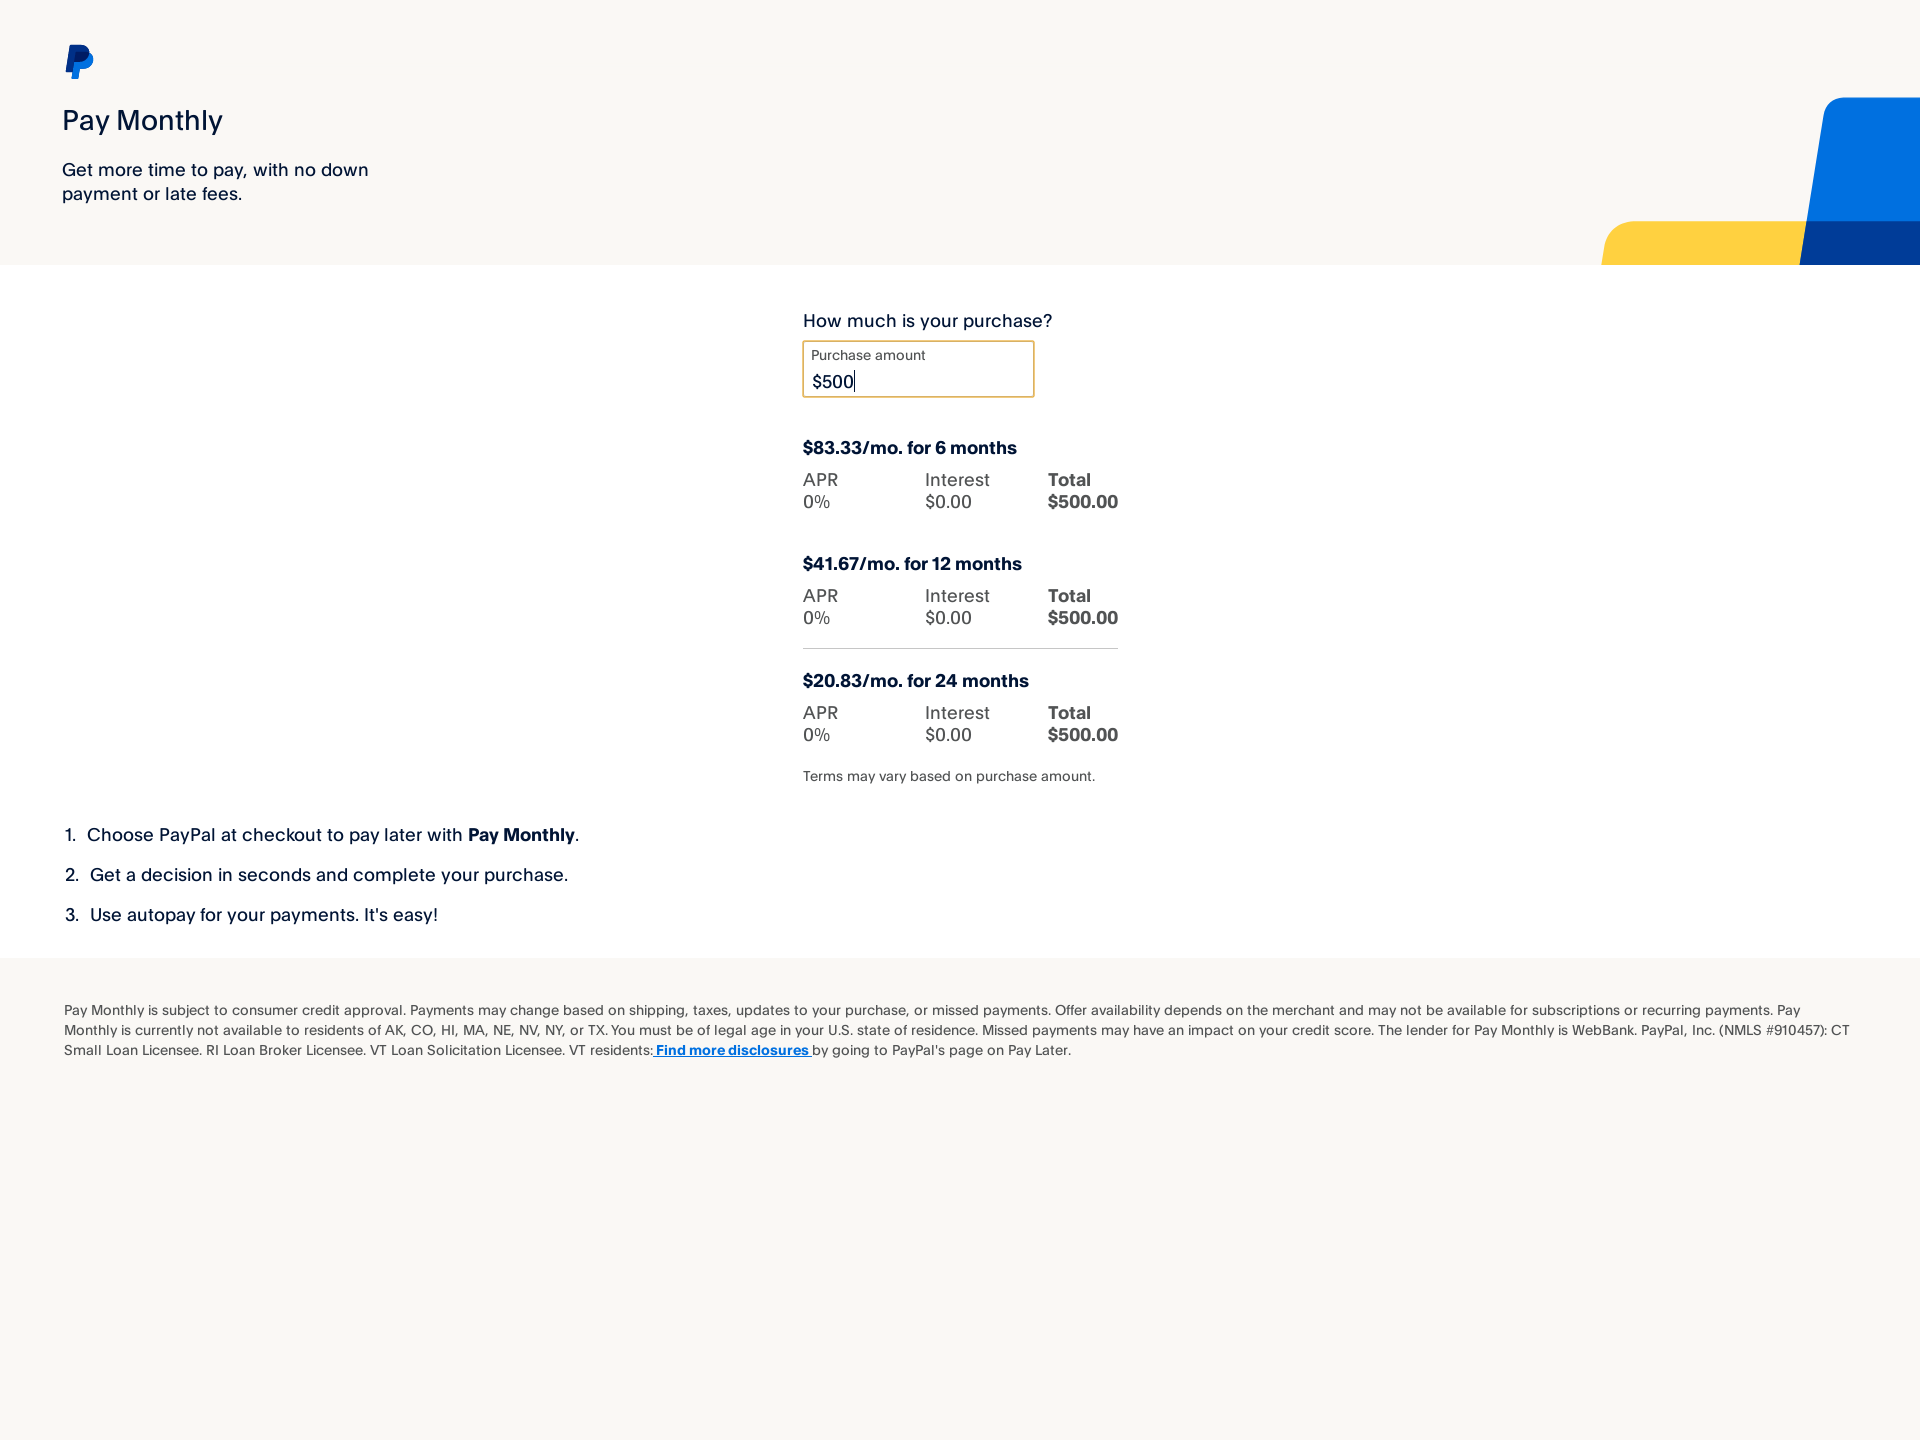 Pay Monthly
Get more time to pay, with no down
payment or late fees.
How much is your purchase?
Purchase amount
$500
$83.33/mo. for 6 months
APR Interest Total
0% $0.00 $500.00
$41.67/mo. for 12 months
APR Interest Total
0% $0.00 $500.00
$20.83/mo. for 24 months
APR Interest Total
0% $0.00 $500.00
Terms may vary based on purchase amount.
1. Choose PayPal at checkout to pay later with Pay Monthly.
2. Get a decision in seconds and complete your purchase.
3. Use autopay for your payments. It's easy!
Pay Monthly is subject to consumer credit approval. Payments may change based on shipping, taxes, updates to your purchase, or missed payments. Offer availability depends on the merchant and may not be available for subscriptions or recurring payments. Pay
Monthly is currently not available to residents of AK, CO, HI, MA, NE, NV, NY, or TX. You must be of legal age in your U.S. state of residence. Missed payments may have an impact on your credit score. The lender for Pay Monthly is WebBank. PayPal, Inc. (NMLS #910457): CT
Small Loan Licensee. RI Loan Broker Licensee. VT Loan Solicitation Licensee. VT residents: Find more disclosures by going to PayPal's page on Pay Later.